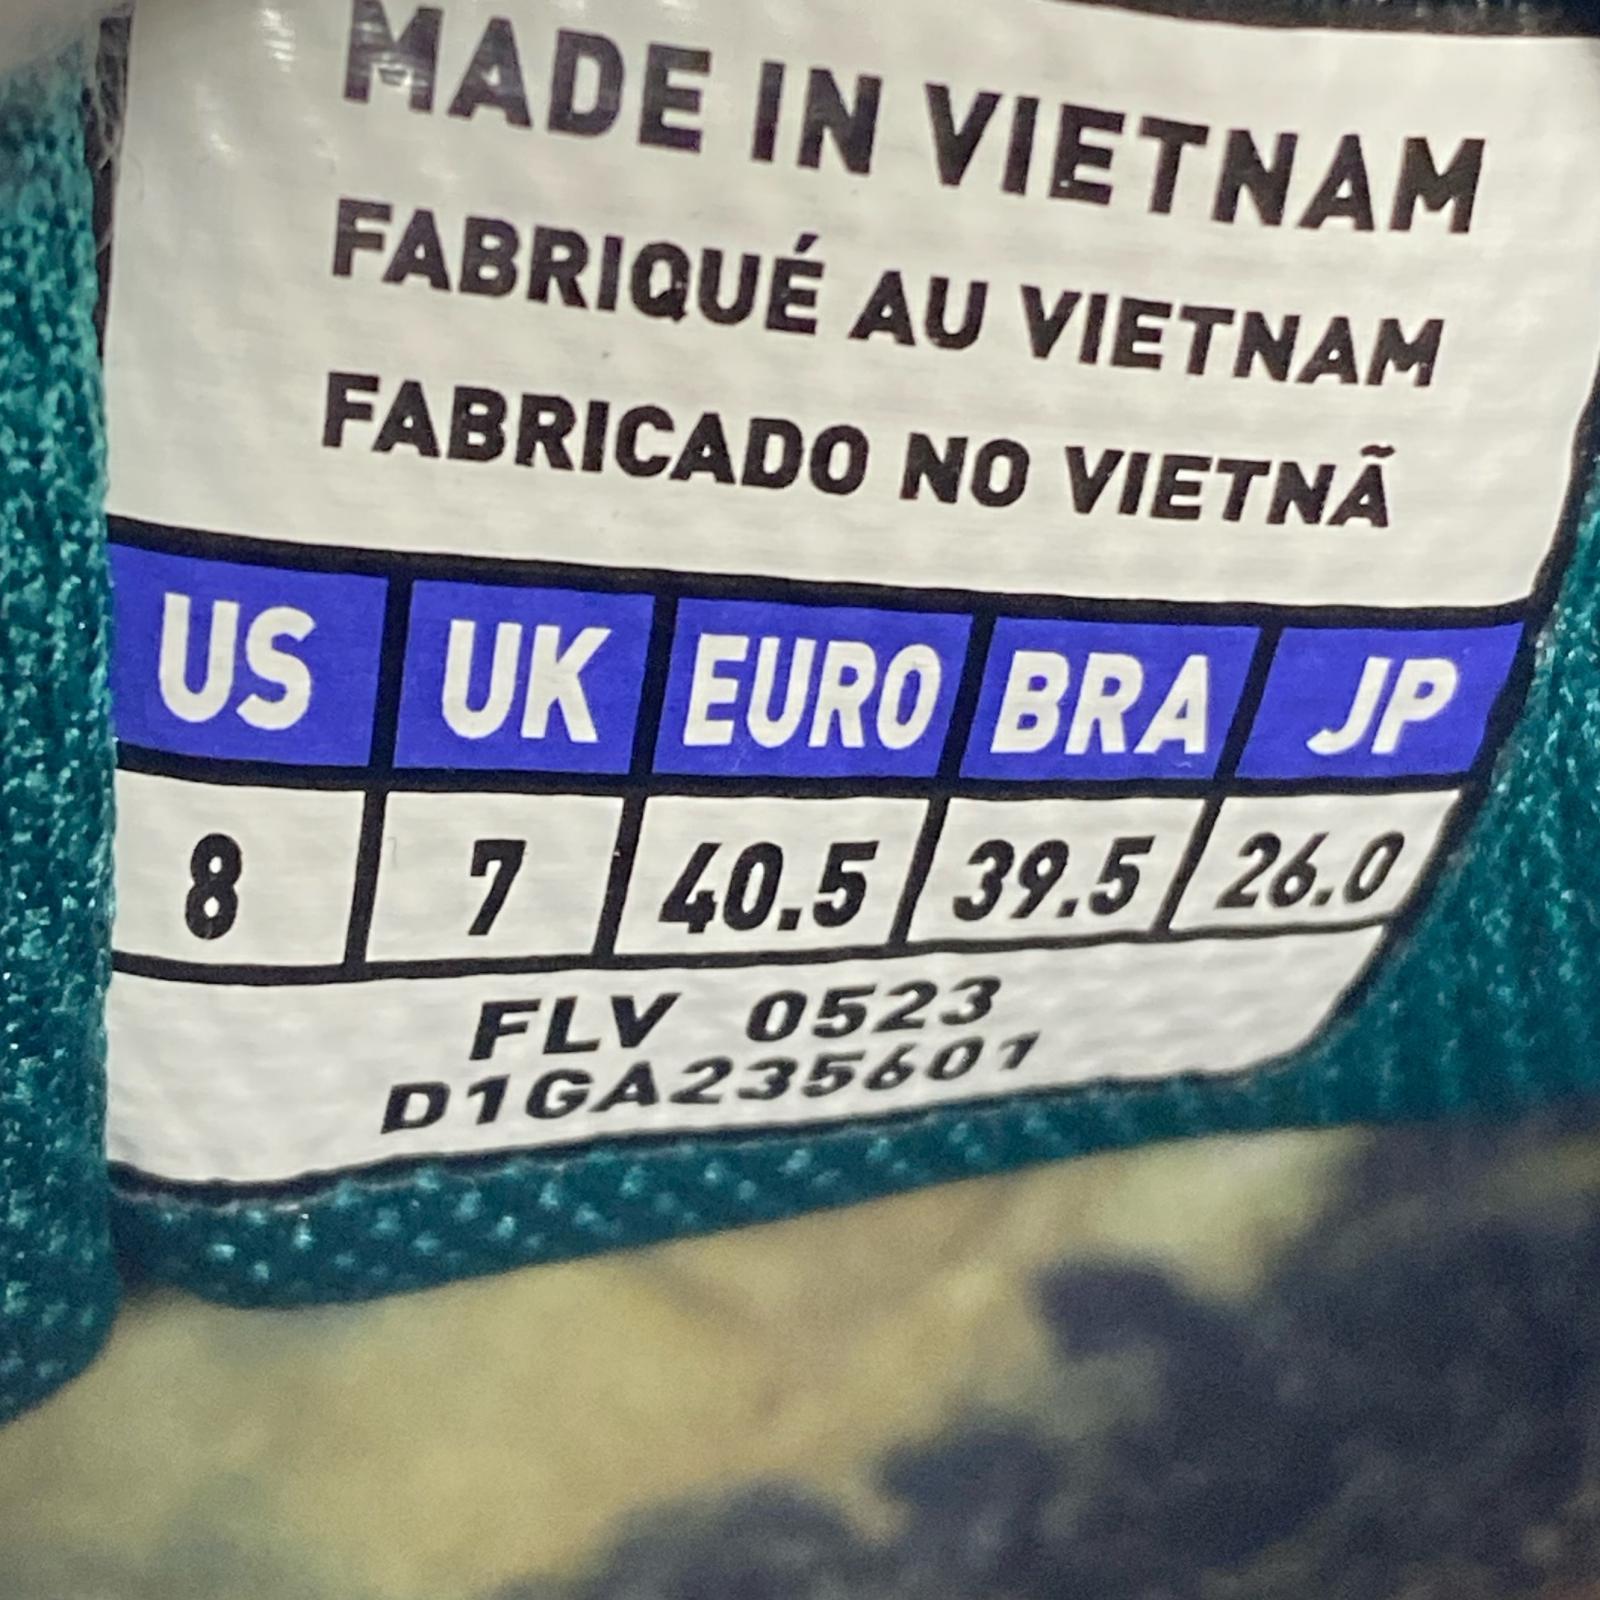 MADE IN VIETNAM
FABRIQUÉ AU VIETNAM
FABRICADO NO VIETNÃ
US UK EURO BRA JP
8 7 40.5 39.5 26.0
FLV 0523
D1GA235601